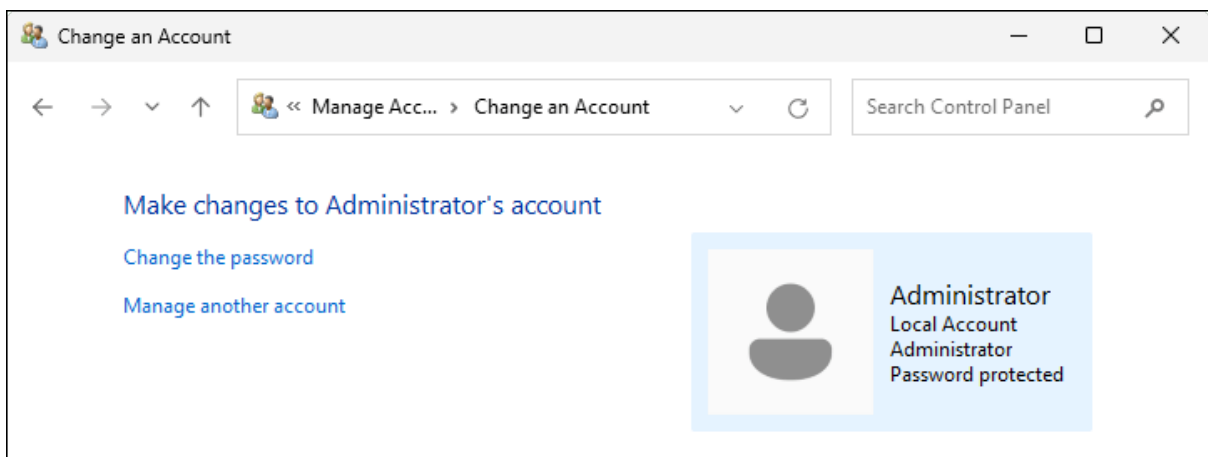 Change an Account
« Manage Acc... › Change an Account
Search Control Panel
Make changes to Administrator's account
Change the password
Manage another account
Administrator
Local Account
Administrator
Password protected